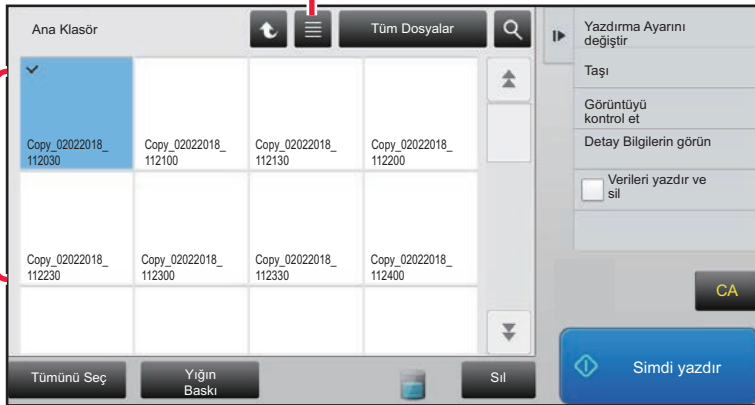 Ana Klasör
Tüm Dosyalar
Copy_02022018_
112030
Copy_02022018_
112100
Copy_02022018_
112130
Copy_02022018_
112200
Copy_02022018_
112230
Copy_02022018_
112300
Copy_02022018_
112330
Copy_02022018_
112400
Tümünü Seç
Yığın
Baskı
Sıl
Yazdırma Ayarını
değiştir
Taşı
Görüntüyü
kontrol et
Detay Bilgilerin görün
Verileri yazdır ve
sil
CA
Simdi yazdır